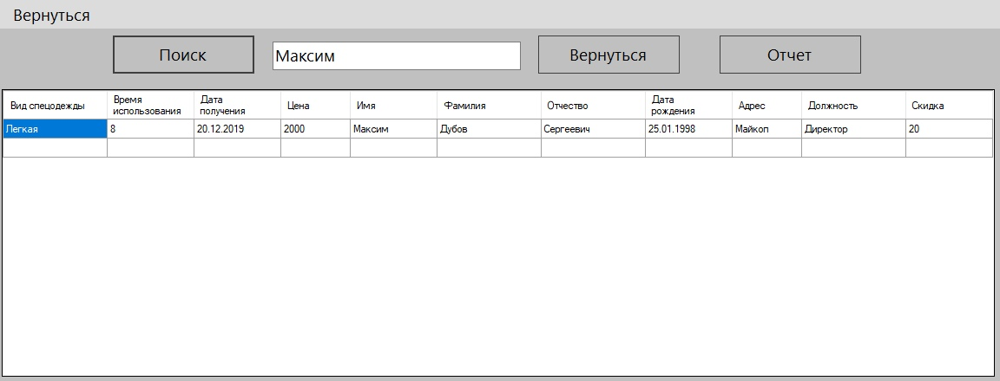 Вернуться
Поиск Максим Вернуться Отчет
Вид спецодежды Время использования Дата получения Цена Имя Фамилия Отчество Дата рождения Адрес Должность Скидка
Легкая 8 20.12.2019 2000 Максим Дубов Сергеевич 25.01.1998 Майкоп Директор 20